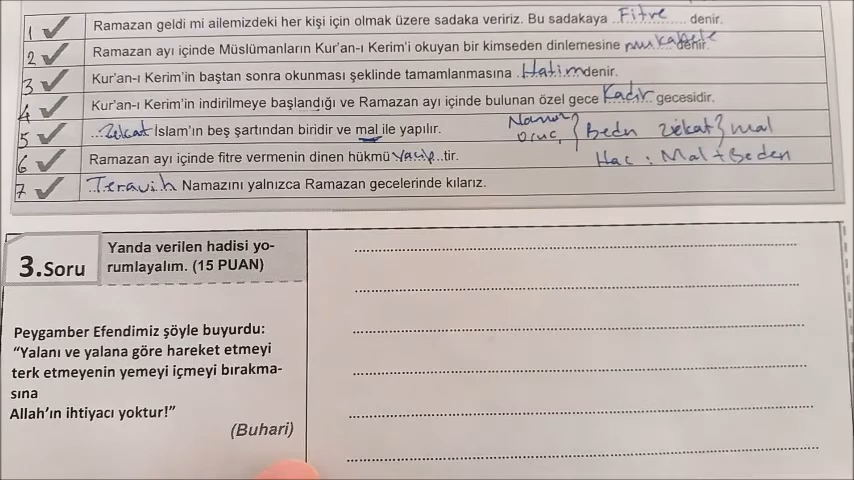 1 ✓ Ramazan geldi mi ailemizdeki her kişi için olmak üzere sadaka veririz. Bu sadakaya Fitre denir.
2 ✓ Ramazan ayı içinde Müslümanların Kur'an-ı Kerim'i okuyan bir kimseden dinlemesine mukabele denir.
3 ✓ Kur'an-ı Kerim'in baştan sonra okunması şeklinde tamamlanmasına Hatim denir.
4 ✓ Kur'an-ı Kerim'in indirilmeye başlandığı ve Ramazan ayı içinde bulunan özel gece Kadir gecesidir.
5 ✓ Zekat İslam'ın beş şartından biridir ve mal ile yapılır.
Namaz
oruç } Bedn zekat } mal
6 ✓ Ramazan ayı içinde fitre vermenin dinen hükmü vacip tir.
Hac : Mal + Beden
7 ✓ Teravih Namazını yalnızca Ramazan gecelerinde kılarız.
3.Soru
Yanda verilen hadisi yo-
rumlayalım. (15 PUAN)
Peygamber Efendimiz şöyle buyurdu:
"Yalanı ve yalana göre hareket etmeyi
terk etmeyenin yemeyi içmeyi bırakma-
sına
Allah'ın ihtiyacı yoktur!"
(Buhari)